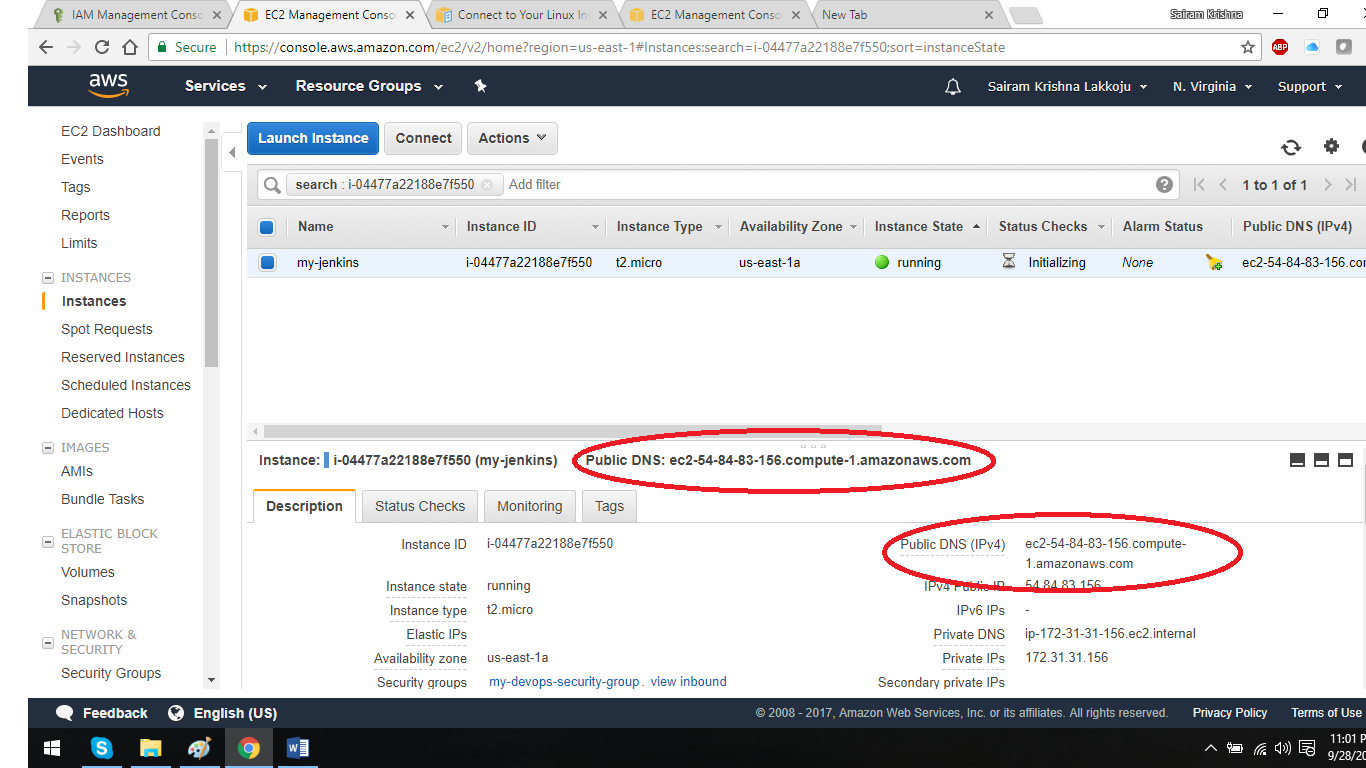 IAM Management Conso
EC2 Management Conso
Connect to Your Linux Ins
EC2 Management Conso
New Tab
Sairam Krishna
Secure https://console.aws.amazon.com/ec2/v2/home?region=us-east-1#Instances:search=i-04477a22188e7f550;sort=instanceState
ABP
aws Services Resource Groups Sairam Krishna Lakkoju N. Virginia Support
EC2 Dashboard
Events
Tags
Reports
Limits
INSTANCES
Instances
Spot Requests
Reserved Instances
Scheduled Instances
Dedicated Hosts
IMAGES
AMIs
Bundle Tasks
ELASTIC BLOCK
STORE
Volumes
Snapshots
NETWORK &
SECURITY
Security Groups
Launch Instance Connect Actions
search : i-04477a22188e7f550 Add filter 1 to 1 of 1
Name Instance ID Instance Type Availability Zone Instance State Status Checks Alarm Status Public DNS (IPv4)
my-jenkins i-04477a22188e7f550 t2.micro us-east-1a running Initializing None ec2-54-84-83-156.cor
Instance: i-04477a22188e7f550 (my-jenkins) Public DNS: ec2-54-84-83-156.compute-1.amazonaws.com
Description Status Checks Monitoring Tags
Instance ID i-04477a22188e7f550
Instance state running
Instance type t2.micro
Elastic IPs
Availability zone us-east-1a
Security groups my-devops-security-group. view inbound
Public DNS (IPv4) ec2-54-84-83-156.compute-
1.amazonaws.com
IPv4 Public IP 54.84.83.156
IPv6 IPs -
Private DNS ip-172-31-31-156.ec2.internal
Private IPs 172.31.31.156
Secondary private IPs
Feedback English (US) © 2008 - 2017, Amazon Web Services, Inc. or its affiliates. All rights reserved. Privacy Policy Terms of Use
11:01 P
9/28/20